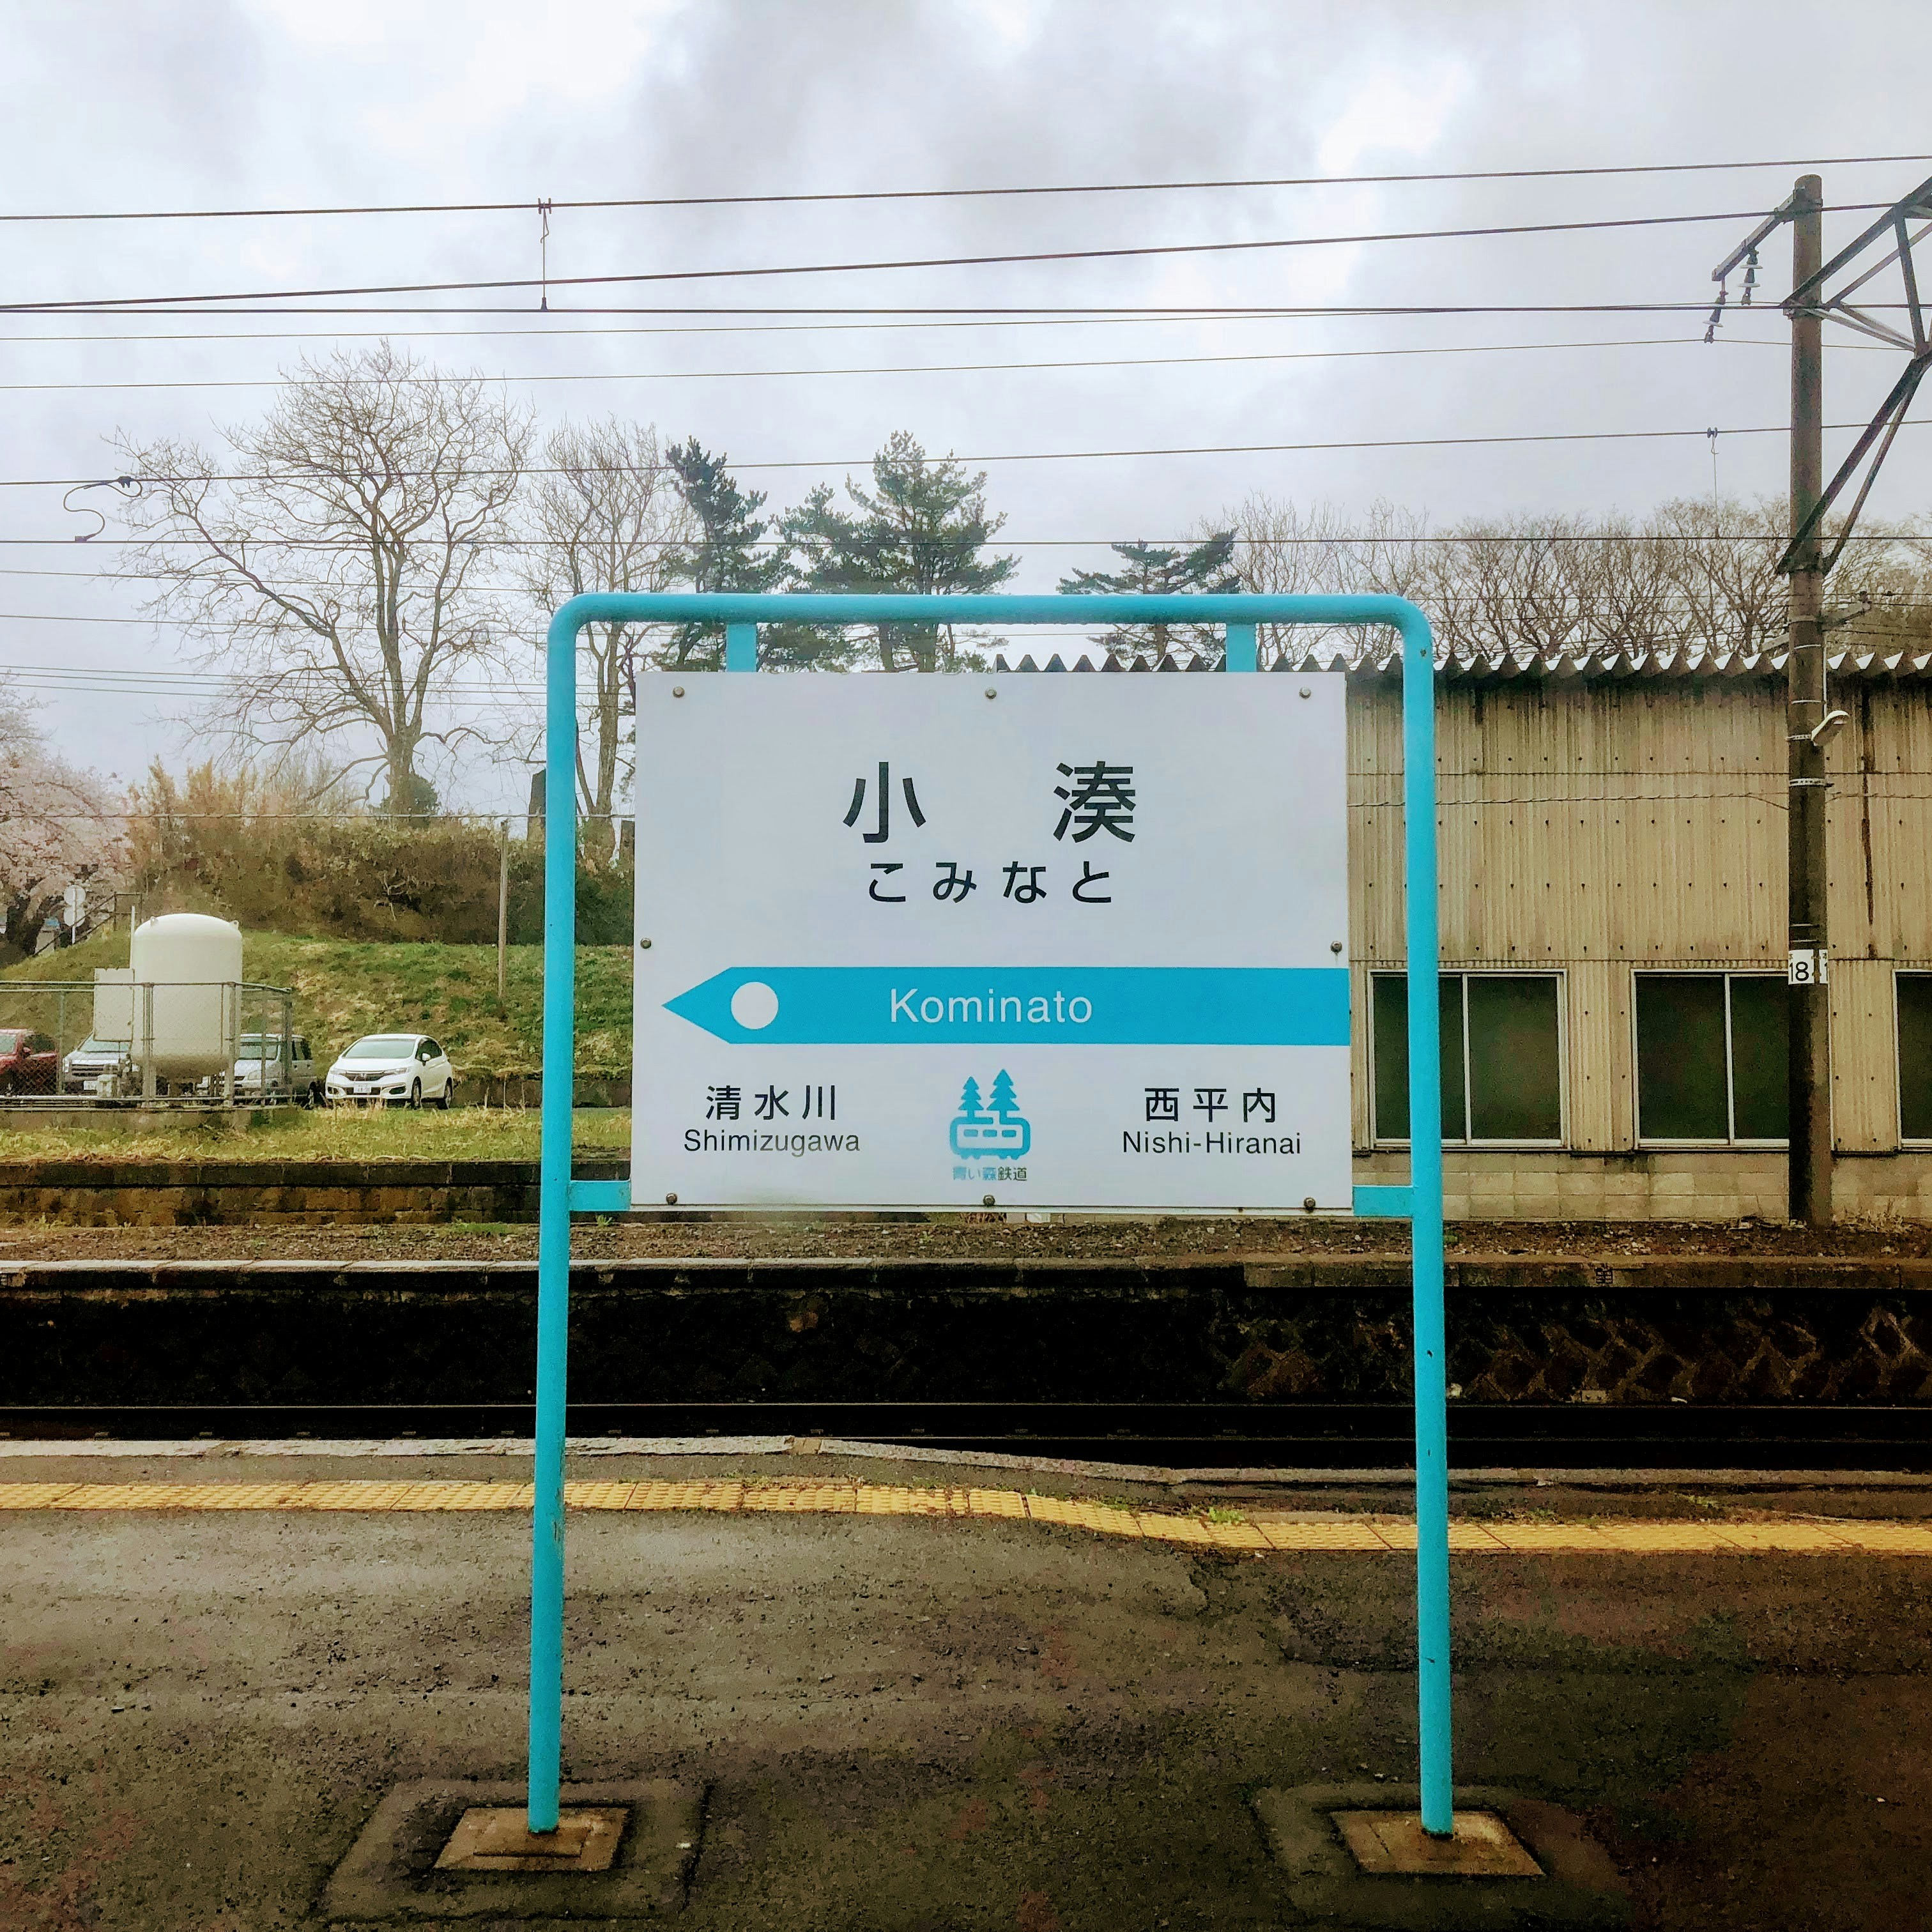 小 湊
こみなと
Kominato
清水川
Shimizugawa
西平内
Nishi-Hiranai
青い森鉄道
18